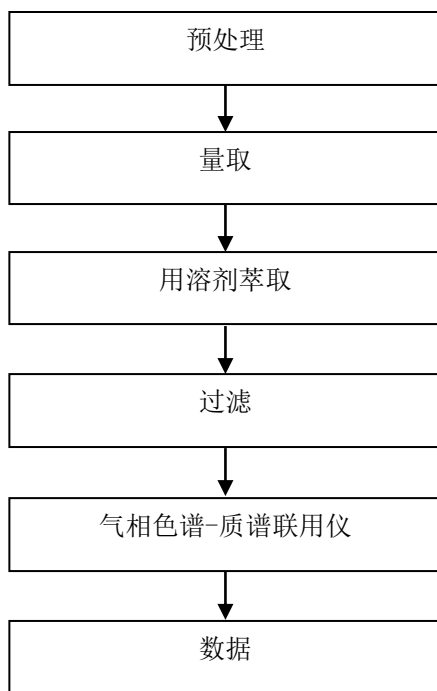 预处理
量取
用溶剂萃取
过滤
气相色谱-质谱联用仪
数据